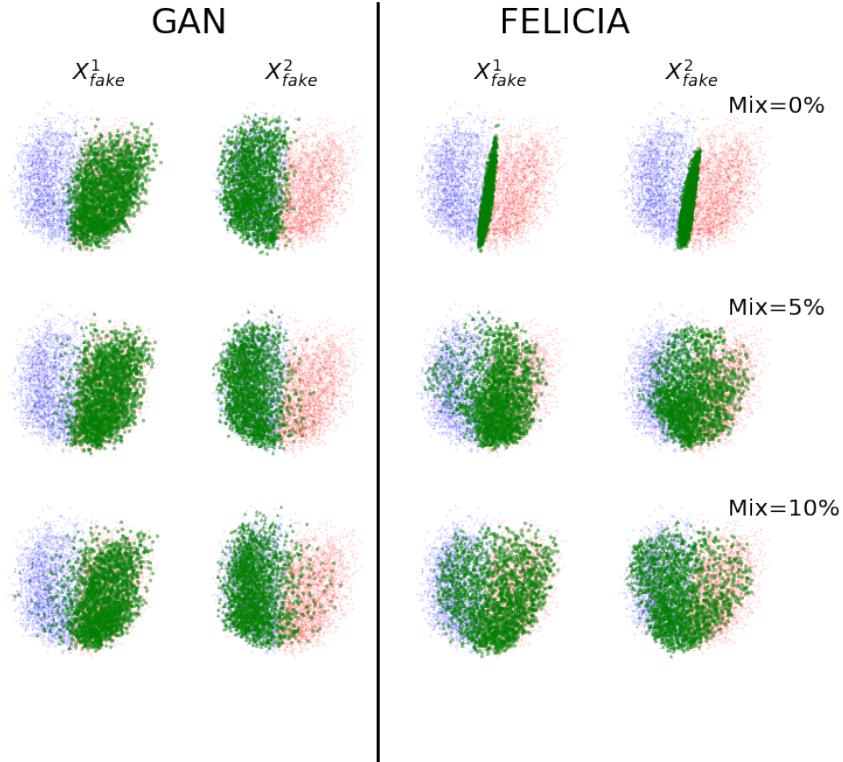 GAN FELICIA
X^1_fake X^2_fake X^1_fake X^2_fake
Mix=0%
Mix=5%
Mix=10%